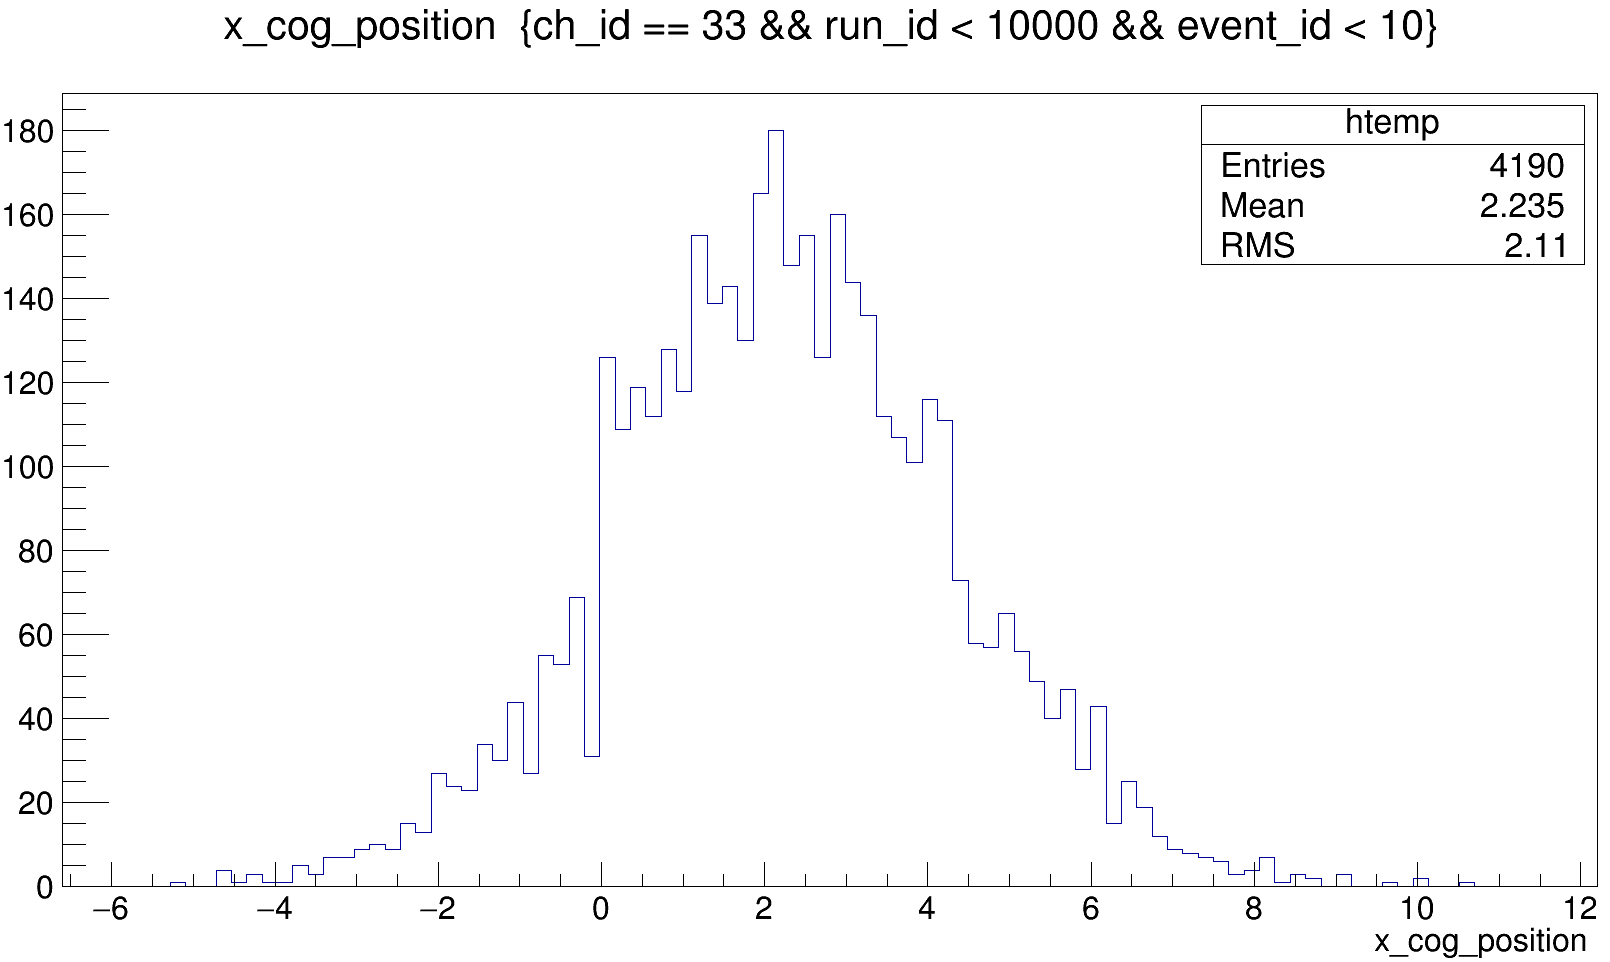 x_cog_position {ch_id == 33 && run_id < 10000 && event_id < 10}
htemp
Entries 4190
Mean 2.235
RMS 2.11
180
160
140
120
100
80
60
40
20
0
−6 −4 −2 0 2 4 6 8 10 12
x_cog_position